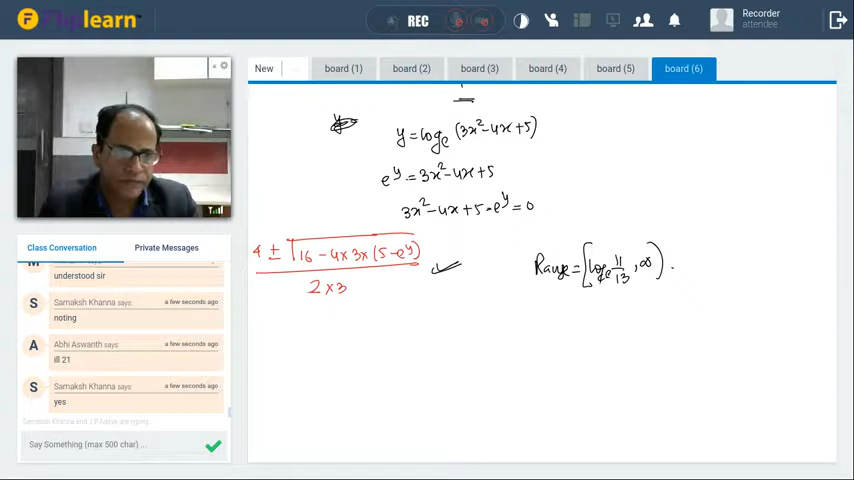 Fliplearn
REC
Recorder
attendee
New
board (1)
board (2)
board (3)
board (4)
board (5)
board (6)
y = logₑ (3x² - 4x + 5)
e^y = 3x² - 4x + 5
3x² - 4x + 5 - e^y = 0
4 ± √16 - 4 x 3 x (5 - e^y)
2 x 3
Range = [logₑ 11/13, ∞).
Class Conversation
Private Messages
understood sir
S
Samaksh Khanna says:
a few seconds ago
noting
A
Abhi Aswanth says:
a few seconds ago
ill 21
S
Samaksh Khanna says:
a few seconds ago
yes
Say Something (max 500 char) ...